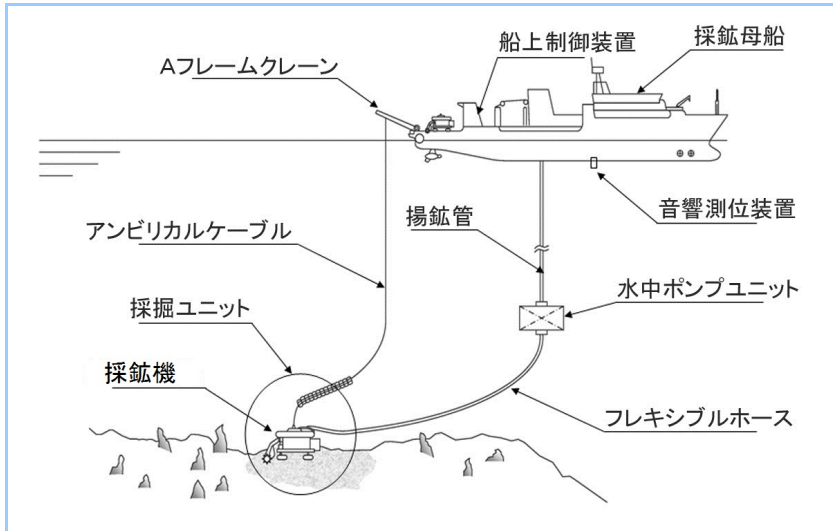 採鉱母船
船上制御装置
Aフレームクレーン
音響測位装置
アンビリカルケーブル
揚鉱管
水中ポンプユニット
採掘ユニット
採鉱機
フレキシブルホース